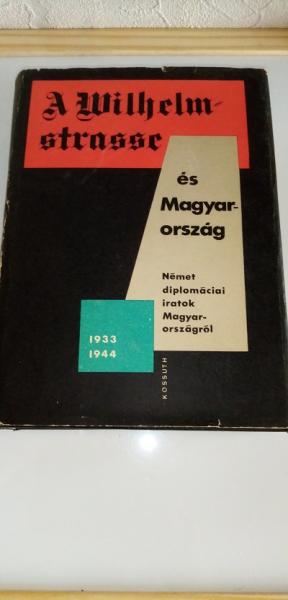 A Wilhelm-
strasse
és
Magyar-
ország
Német
diplomáciai
iratok
Magyar-
országról
1933
1944
KOSSUTH